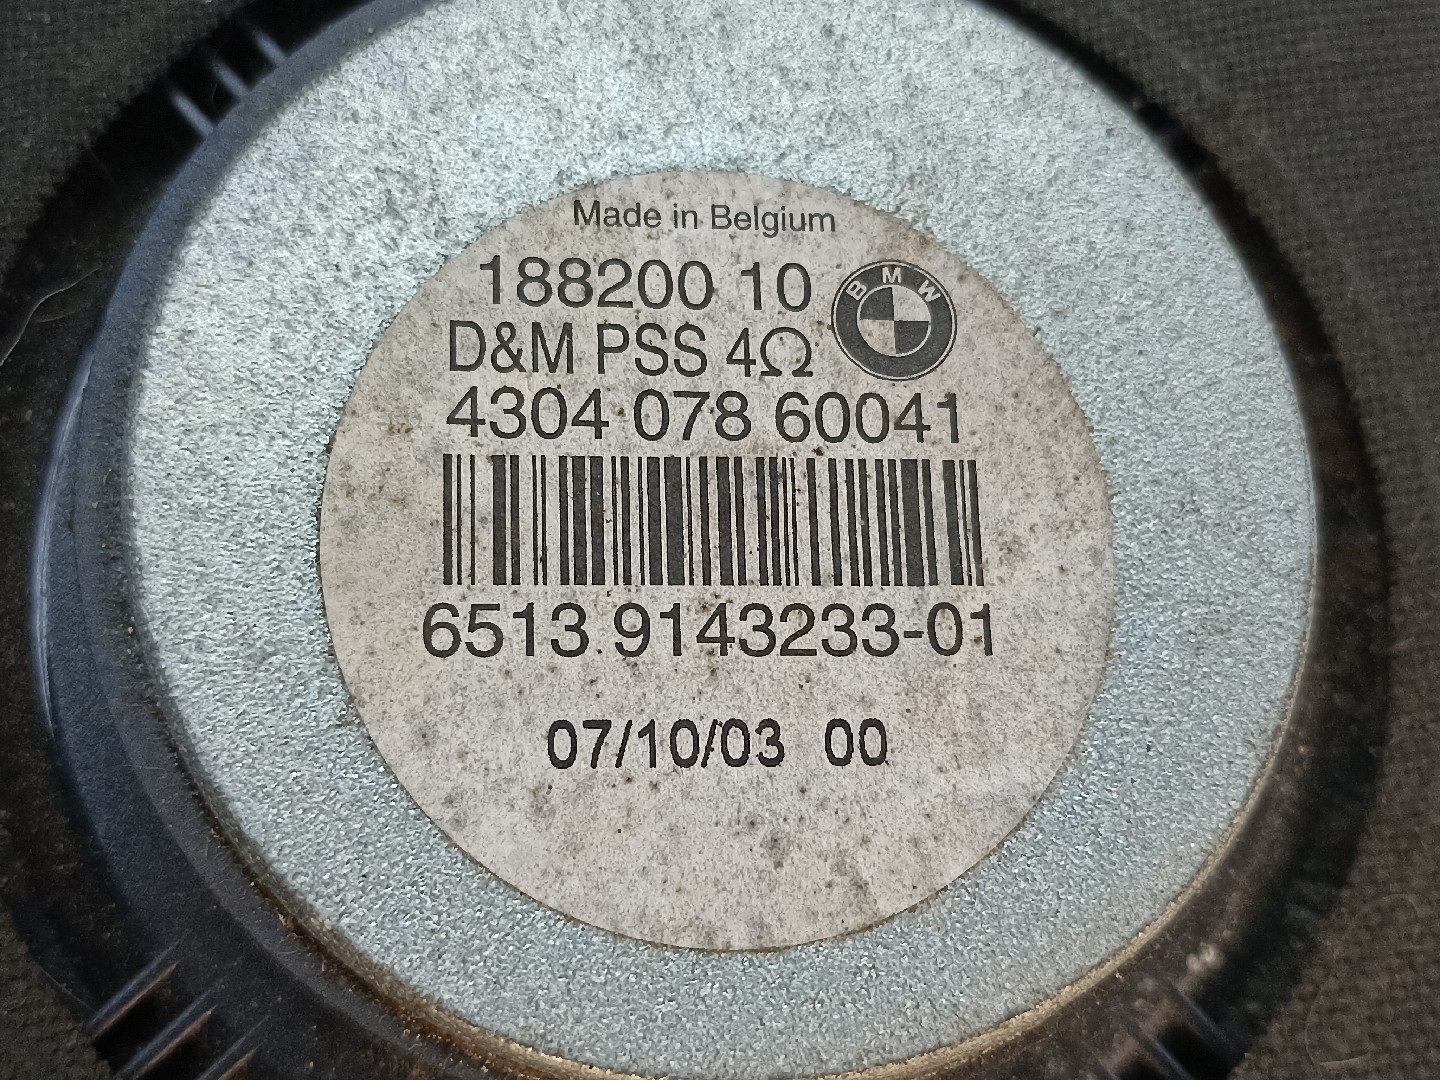 Made in Belgium
188200 10
BMW
D&M PSS 4Ω
4304 078 60041
6513 9143233-01
07/10/03 00